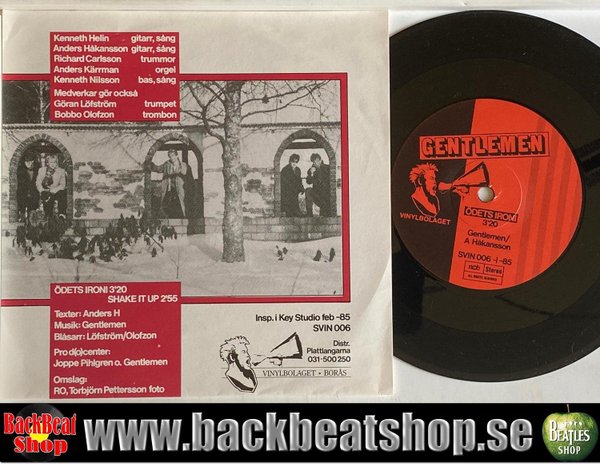 Kenneth Helin gitarr, sång
Anders Håkansson gitarr, sång
Richard Carlsson trummor
Anders Kärrman orgel
Kenneth Nilsson bas, sång
Medverkar gör också
Göran Löfström trumpet
Bobbo Olofzon trombon
ÖDETS IRONI 3'20
SHAKE IT UP 2'55
Texter: Anders H
Musik: Gentlemen
Blåsarr: Löfström/Olofzon
Prod(o)center:
Joppe Pihlgren o. Gentlemen
Omslag:
RO, Torbjörn Pettersson foto
Insp. i Key Studio feb -85
SVIN 006
Distr.
Plattlangarna
031-500250
VINYLBOLAGET • BORÅS
GENTLEMEN
VINYLBOLAGET
ÖDETS IRONI
3'20
Gentlemen/
A Håkansson
SVIN 006 -i -85
ncb Stereo
BackBeat
Shop
www.backbeatshop.se
BEATLES
SHOP